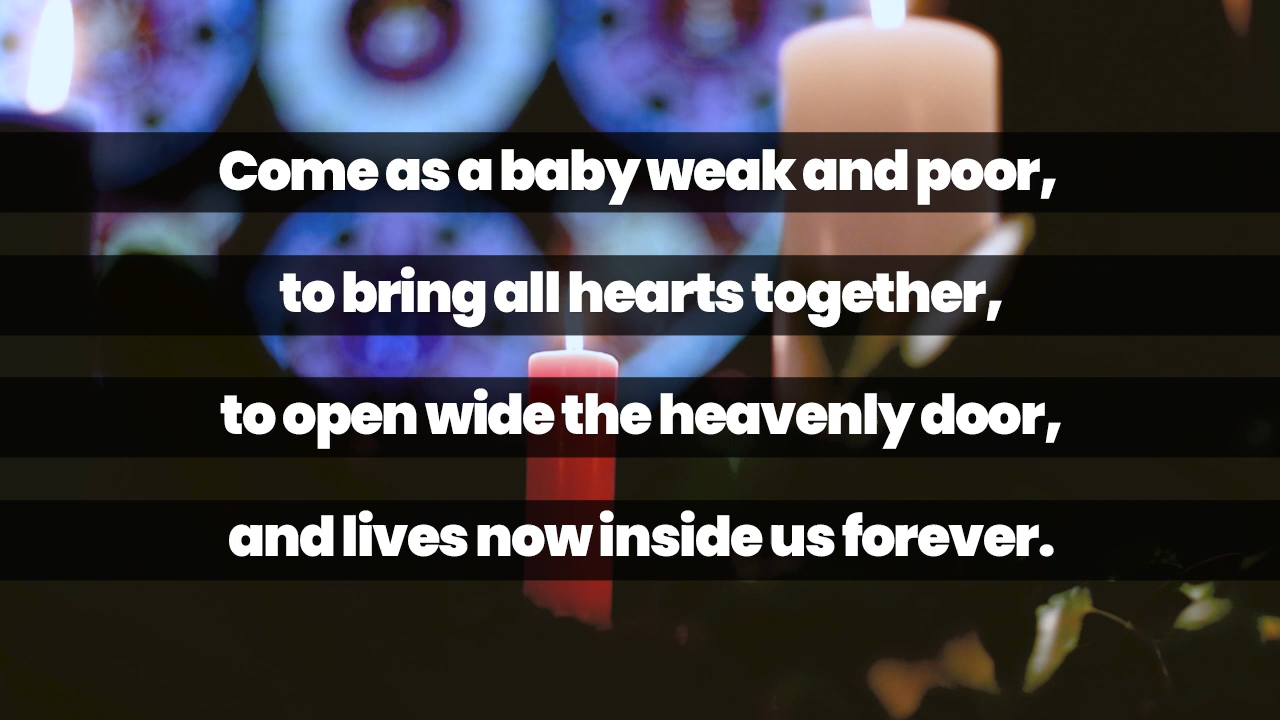 Come as a baby weak and poor,
to bring all hearts together,
to open wide the heavenly door,
and lives now inside us forever.